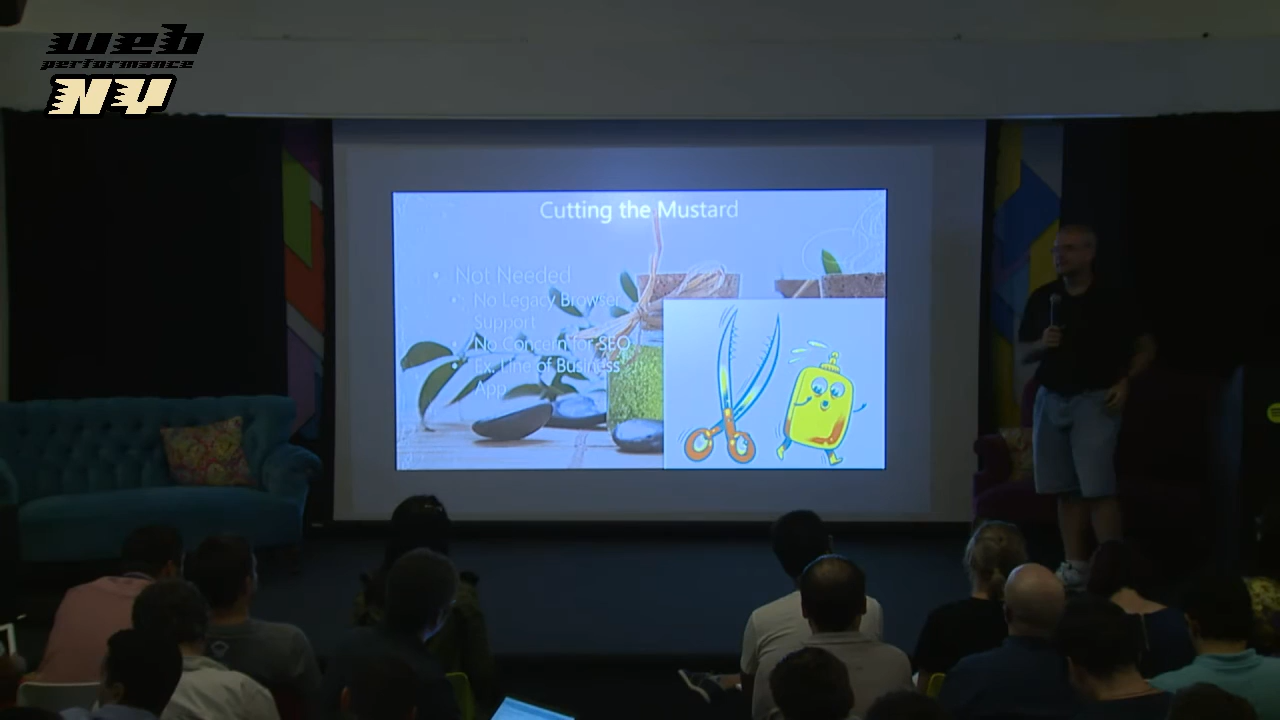 web
performance
NY
Cutting the Mustard
• Not Needed
• No Legacy Browser
Support
• No Concern for SEO
• Ex. Line of Business
App